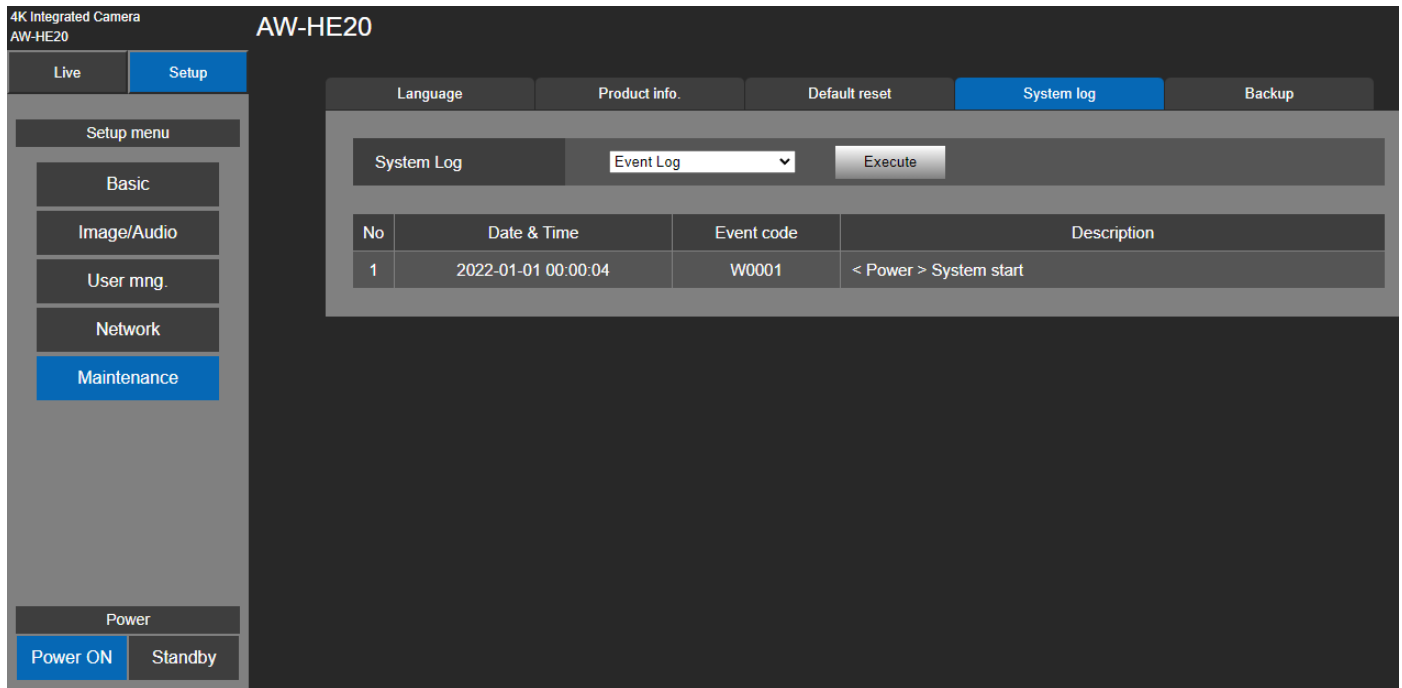 4K Integrated Camera
AW-HE20
AW-HE20
Live Setup
Language Product info. Default reset System log Backup
Setup menu
Basic
Image/Audio
User mng.
Network
Maintenance
System Log Event Log Execute
No Date & Time Event code Description
1 2022-01-01 00:00:04 W0001 < Power > System start
Power
Power ON Standby